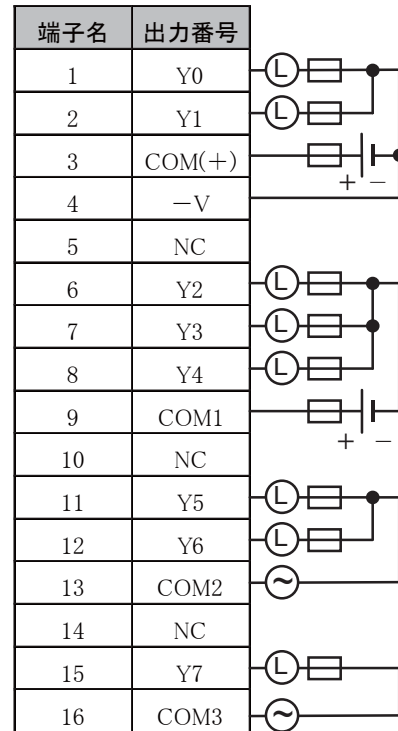 端子名 出力番号
1 Y0 L
2 Y1 L
3 COM(+)
+ −
4 −V
5 NC
6 Y2 L
7 Y3 L
8 Y4 L
9 COM1
+ −
10 NC
11 Y5 L
12 Y6 L
13 COM2 ~
14 NC
15 Y7 L
16 COM3 ~